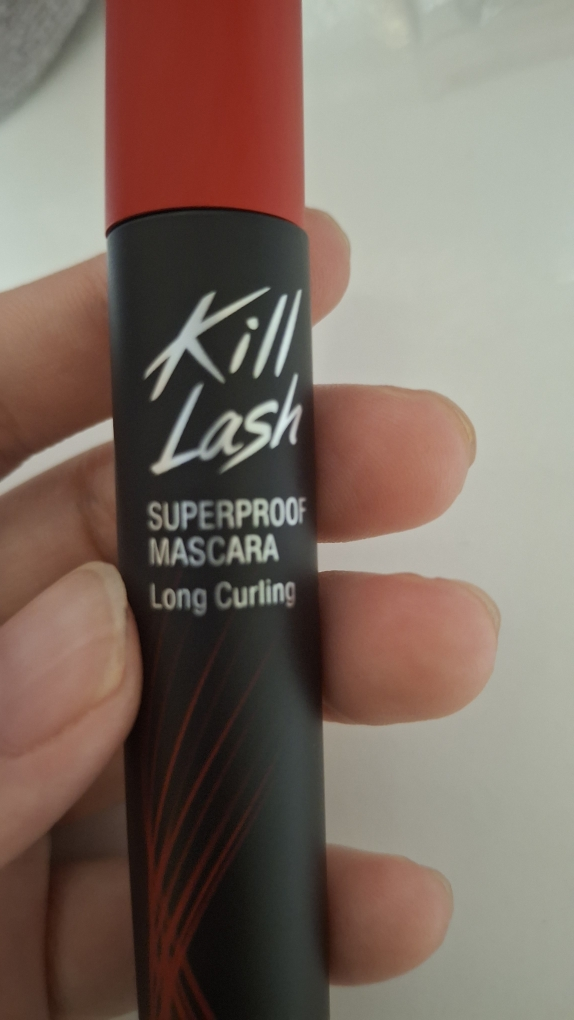 Kill
Lash
SUPERPROOF
MASCARA
Long Curling